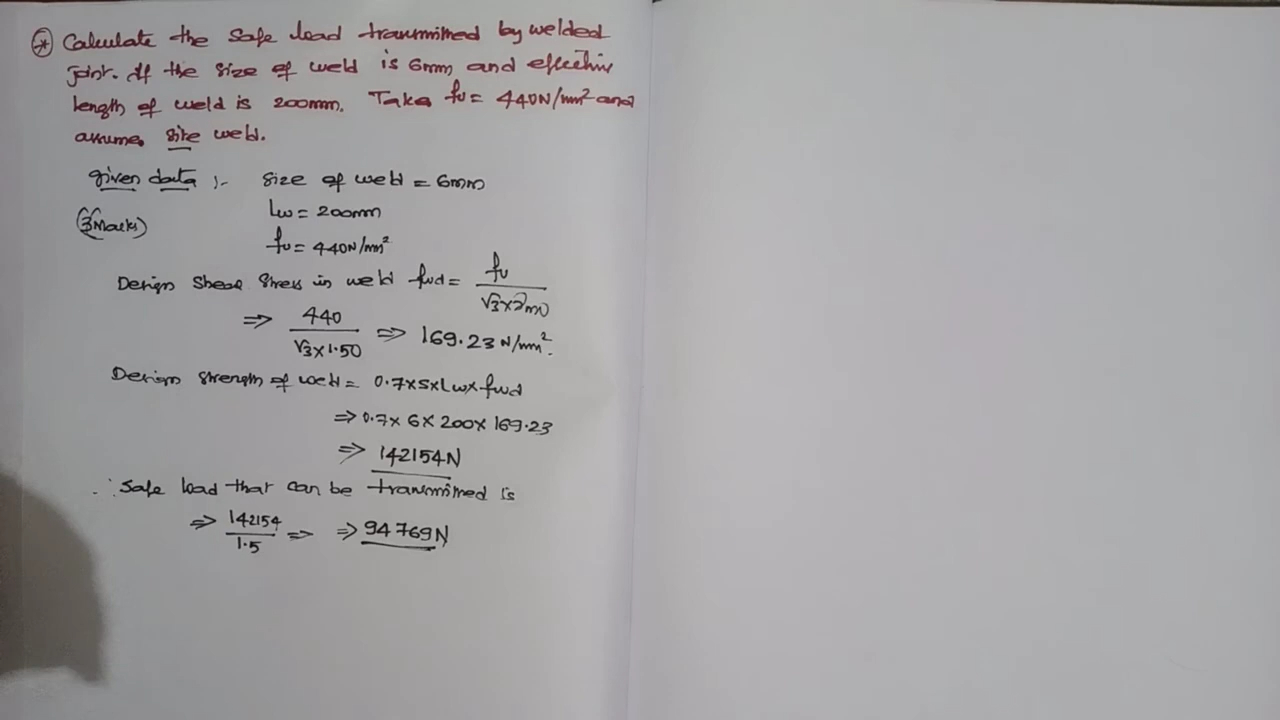 * Calculate the Safe load transmitted by welded
joint. If the size of weld is 6mm and effective
length of weld is 200mm. Take fu = 440N/mm² and
assume site weld.
given data :- size of weld = 6mm
(3Marks)
Lw = 200mm
fu = 440N/mm²
Design Shear Stress in weld fwd = fu / √3×γmw
⇒ 440 / √3×1.50 ⇒ 169.23 N/mm².
Design Strength of weld = 0.7×S×Lw×fwd
⇒ 0.7× 6× 200× 169.23
⇒ 142154N
∴ Safe load that can be transmitted is
⇒ 142154 / 1.5 ⇒ ⇒ 94769N